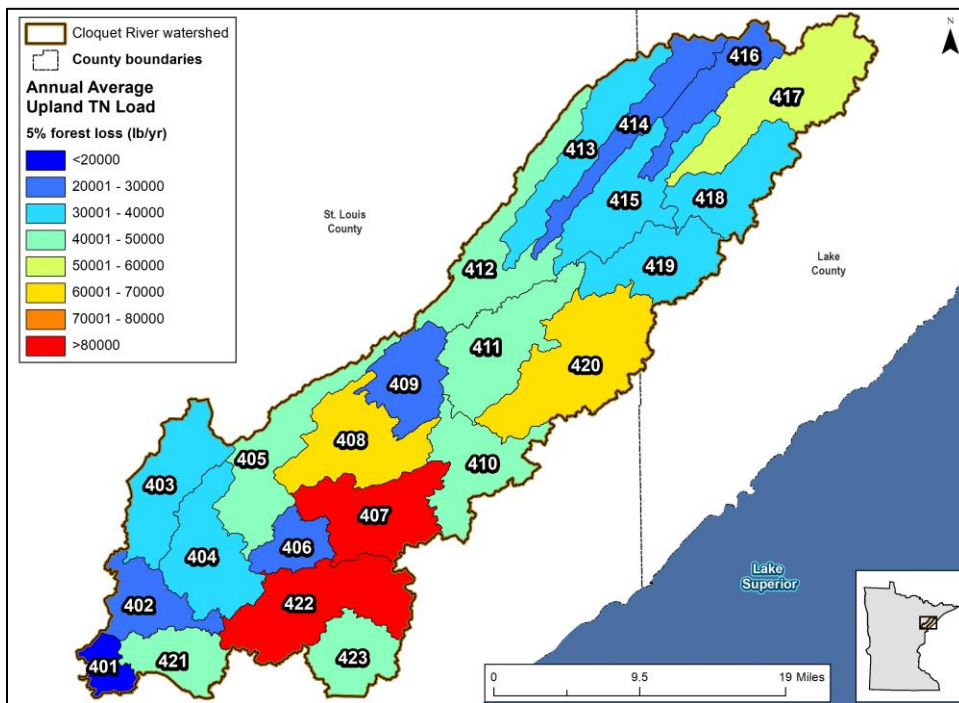 Cloquet River watershed
County boundaries
Annual Average
Upland TN Load
5% forest loss (lb/yr)
<20000
20001 - 30000
30001 - 40000
40001 - 50000
50001 - 60000
60001 - 70000
70001 - 80000
>80000
N
416
417
414
413
415
418
St. Louis
County
412
419
Lake
County
411
420
409
408
405
410
403
407
406
404
Lake
Superior
402
422
401
421
423
0
9.5
19 Miles